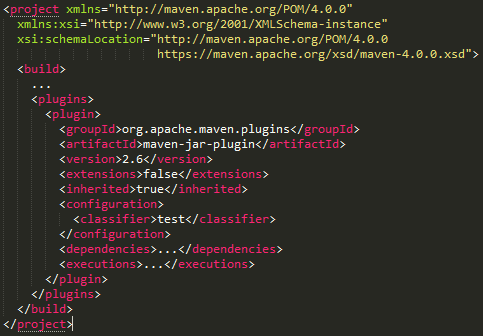 <project xmlns="http://maven.apache.org/POM/4.0.0"
  xmlns:xsi="http://www.w3.org/2001/XMLSchema-instance"
  xsi:schemaLocation="http://maven.apache.org/POM/4.0.0
                      https://maven.apache.org/xsd/maven-4.0.0.xsd">
  <build>
    ...
    <plugins>
      <plugin>
        <groupId>org.apache.maven.plugins</groupId>
        <artifactId>maven-jar-plugin</artifactId>
        <version>2.6</version>
        <extensions>false</extensions>
        <inherited>true</inherited>
        <configuration>
          <classifier>test</classifier>
        </configuration>
        <dependencies>...</dependencies>
        <executions>...</executions>
      </plugin>
    </plugins>
  </build>
</project>